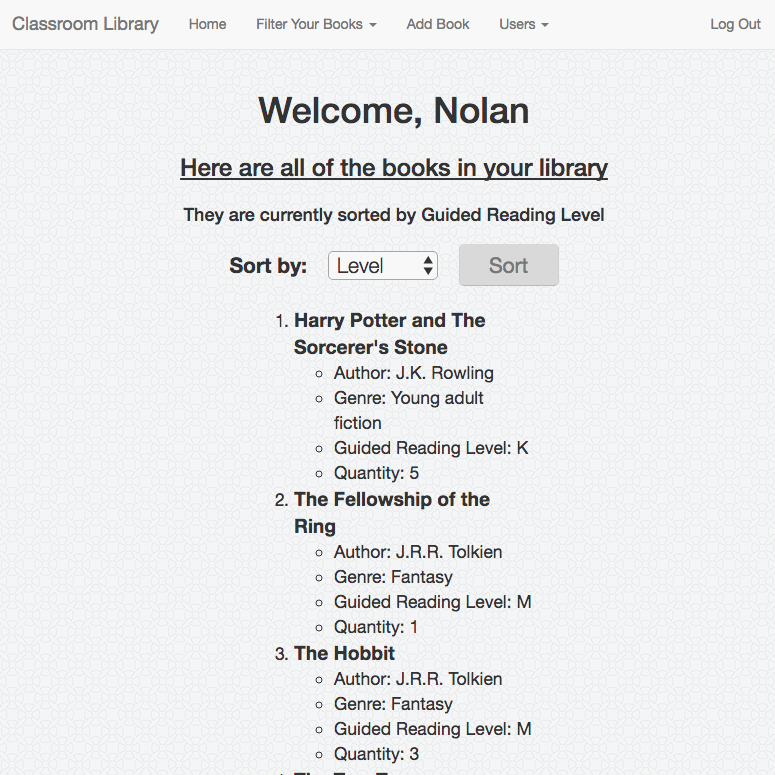 Classroom Library Home Filter Your Books Add Book Users Log Out
Welcome, Nolan
Here are all of the books in your library
They are currently sorted by Guided Reading Level
Sort by: Level Sort
1. Harry Potter and The
Sorcerer's Stone
Author: J.K. Rowling
Genre: Young adult
fiction
Guided Reading Level: K
Quantity: 5
2. The Fellowship of the
Ring
Author: J.R.R. Tolkien
Genre: Fantasy
Guided Reading Level: M
Quantity: 1
3. The Hobbit
Author: J.R.R. Tolkien
Genre: Fantasy
Guided Reading Level: M
Quantity: 3